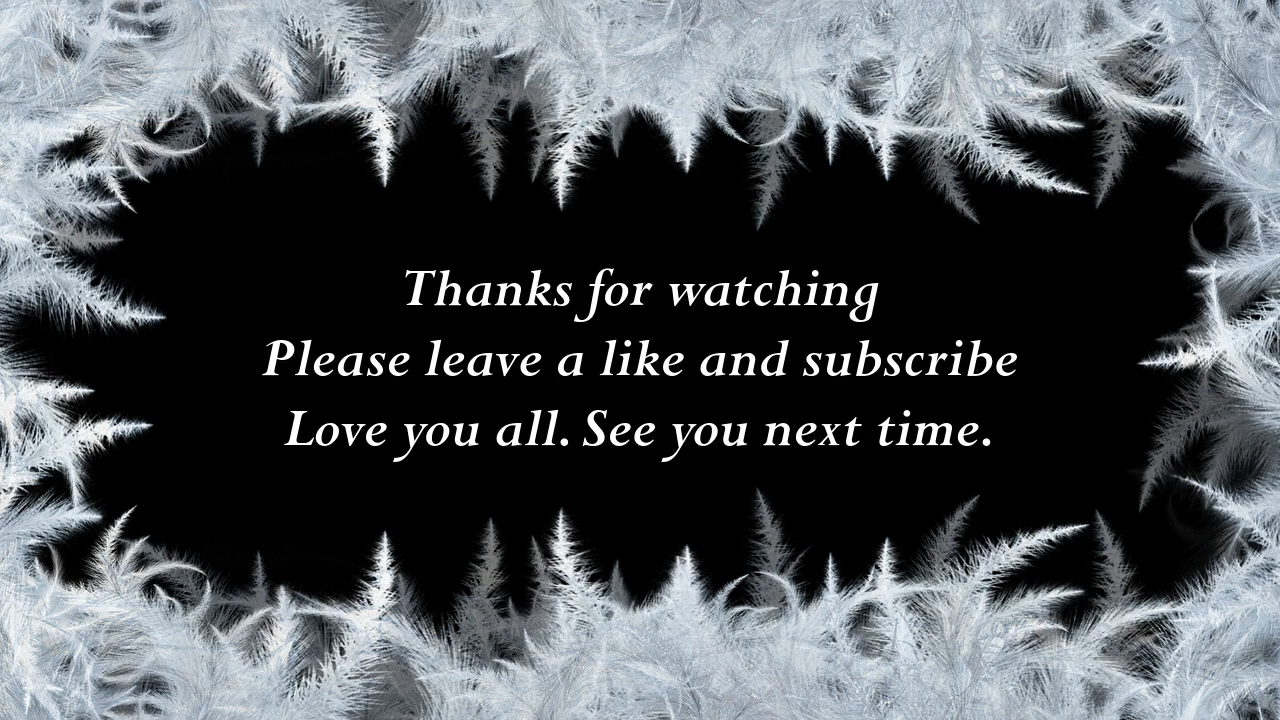 Thanks for watching
Please leave a like and subscribe
Love you all. See you next time.